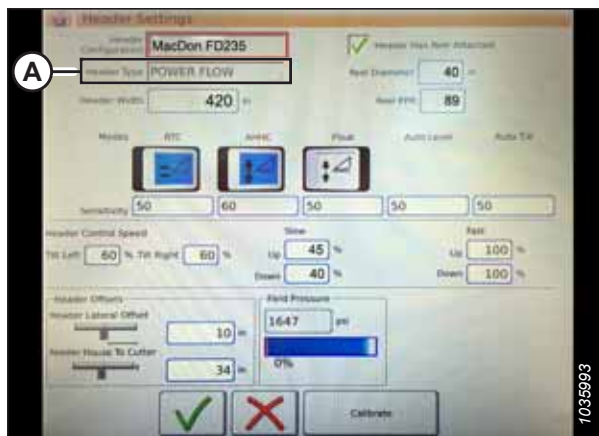 Header Settings
Header Configuration MacDon FD235
Header Has Reel Attached
A
Header Type POWER FLOW
Reel Diameter 40 in
Header Width 420 in
Reel PPR 89
Modes RTC AHHC Float Auto Level Auto Tilt
Sensitivity 50 60 50 50 50
Header Control Speed
Slow Fast
Tilt Left 60 % Tilt Right 60 % Up 45 % Up 100 %
Down 40 % Down 100 %
Header Offsets Field Pressure
Header Lateral Offset
10 in 1647 psi
Feeder House To Cutter
34 in 0%
Calibrate
1035993